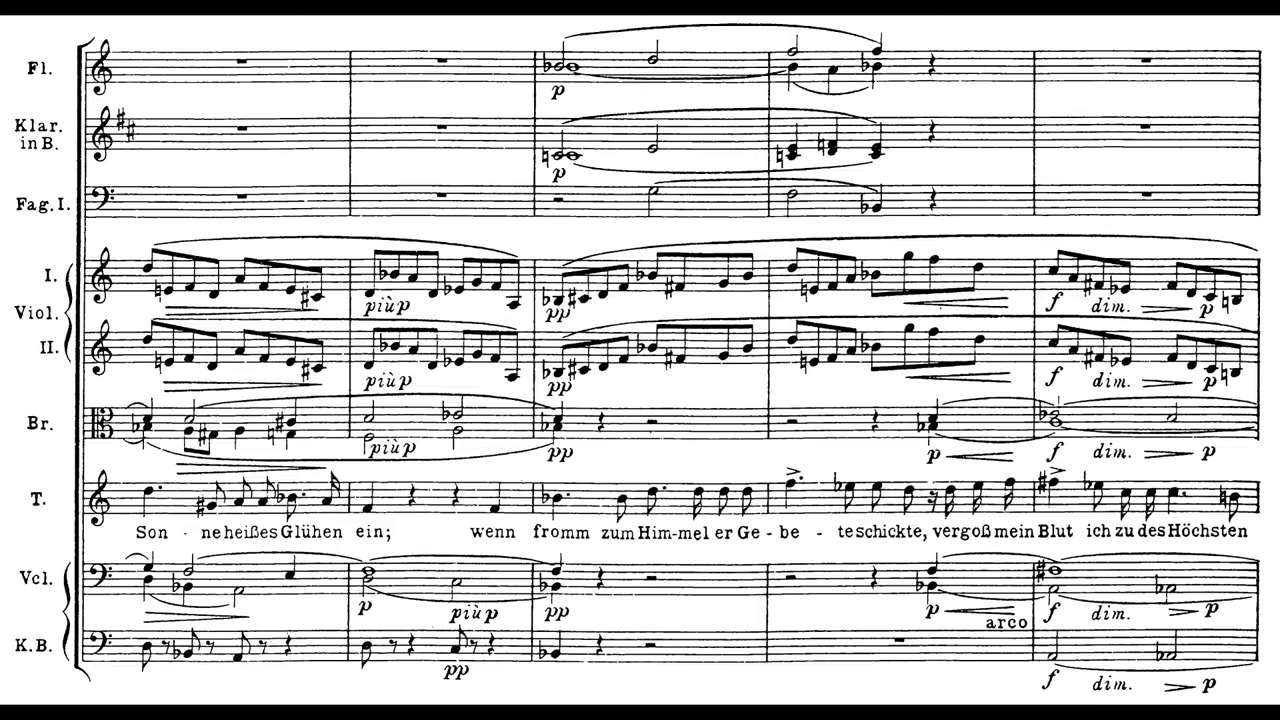 Fl.
p
Klar.
in B.
p
Fag. I.
I.
più p
pp
f dim. p
Viol.
II.
più p
pp
f dim. p
Br.
più p
pp
p
f dim. p
T.
Son - ne heißes Glühen ein; wenn fromm zum Him-mel er Ge - be - te schickte, vergoß mein Blut ich zu des Höchsten
Vcl.
p
più p
pp
p
f dim. p
arco
K.B.
pp
f dim. p